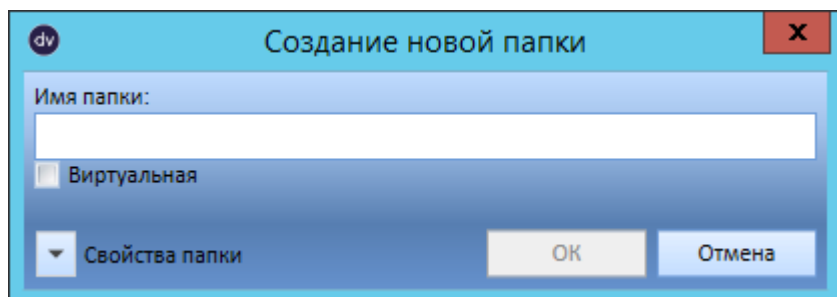 dv
Создание новой папки
x
Имя папки:
Виртуальная
Свойства папки
ОК
Отмена